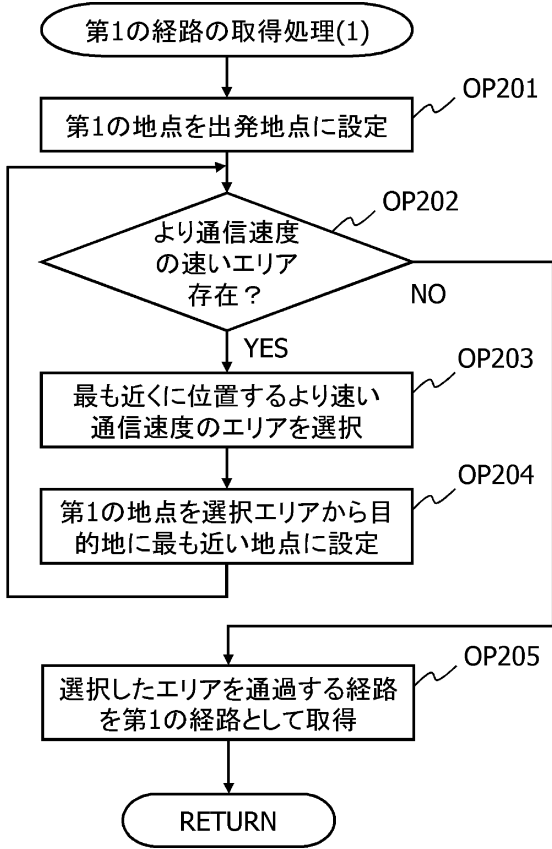 第1の経路の取得処理(1)
OP201
第1の地点を出発地点に設定
OP202
より通信速度
の速いエリア
存在？
NO
YES
OP203
最も近くに位置するより速い
通信速度のエリアを選択
OP204
第1の地点を選択エリアから目
的地に最も近い地点に設定
OP205
選択したエリアを通過する経路
を第1の経路として取得
RETURN